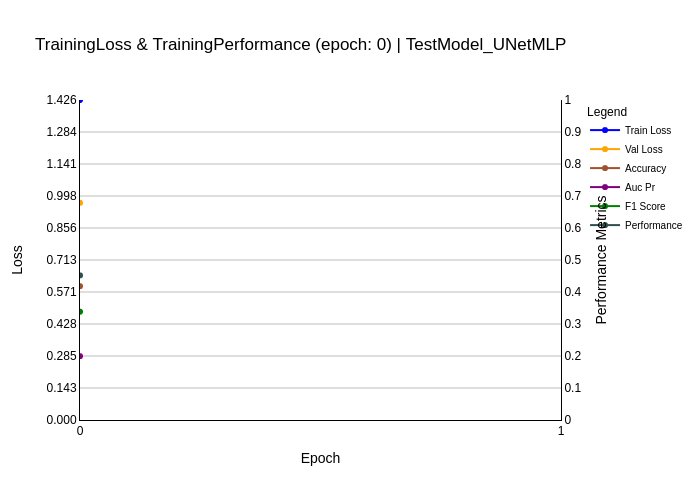 TrainingLoss & TrainingPerformance (epoch: 0) | TestModel_UNetMLP
1.426
1.284
1.141
0.998
0.856
0.713
0.571
0.428
0.285
0.143
0.000
Loss
0
1
Epoch
1
0.9
0.8
0.7
0.6
0.5
0.4
0.3
0.2
0.1
0
Performance Metrics
Legend
Train Loss
Val Loss
Accuracy
Auc Pr
F1 Score
Performance